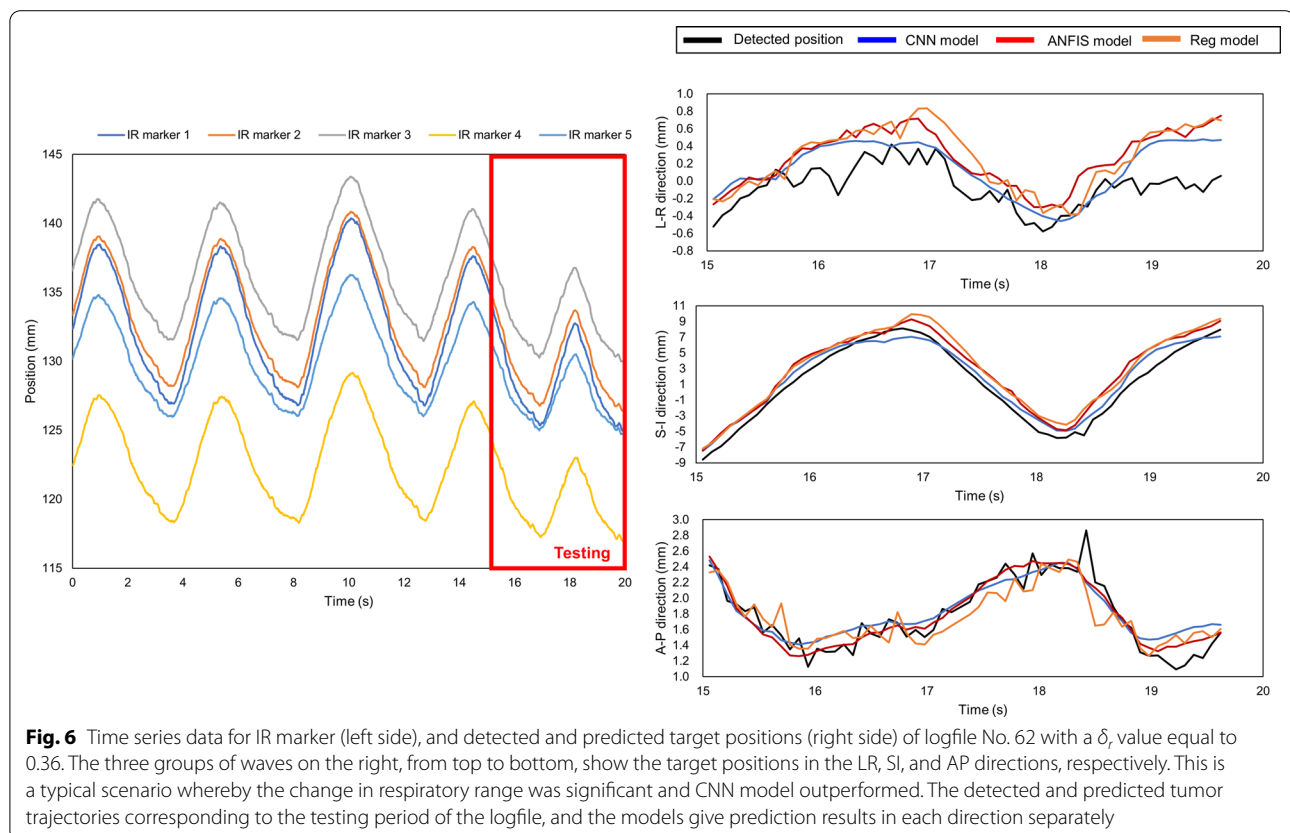 IR marker 1 IR marker 2 IR marker 3 IR marker 4 IR marker 5
145
140
135
130
125
120
115
Position (mm)
0 2 4 6 8 10 12 14 16 18 20
Time (s)
Testing
Detected position CNN model ANFIS model Reg model
1.0
0.8
0.6
0.4
0.2
0.0
-0.2
-0.4
-0.6
-0.8
L-R direction (mm)
15 16 17 18 19 20
Time (s)
11
9
7
5
3
1
-1
-3
-5
-7
-9
S-I direction (mm)
15 16 17 18 19 20
Time (s)
3.0
2.8
2.6
2.4
2.2
2.0
1.8
1.6
1.4
1.2
1.0
A-P direction (mm)
15 16 17 18 19 20
Time (s)
Fig. 6 Time series data for IR marker (left side), and detected and predicted target positions (right side) of logfile No. 62 with a δr value equal to
0.36. The three groups of waves on the right, from top to bottom, show the target positions in the LR, SI, and AP directions, respectively. This is
a typical scenario whereby the change in respiratory range was significant and CNN model outperformed. The detected and predicted tumor
trajectories corresponding to the testing period of the logfile, and the models give prediction results in each direction separately